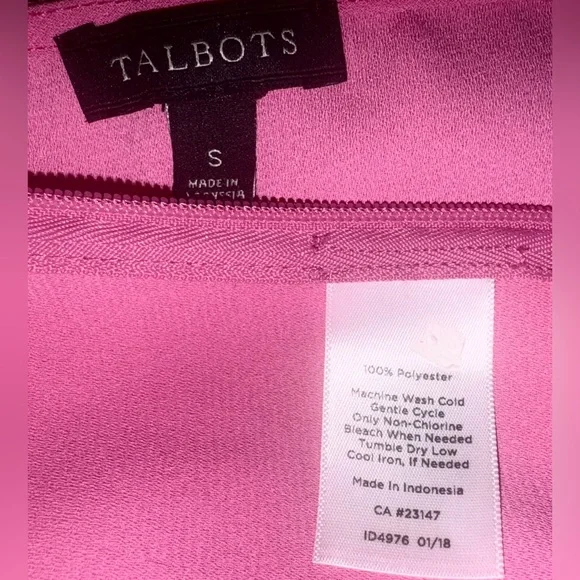 TALBOTS
S
MADE IN
100% Polyester
Machine Wash Cold
Gentle Cycle
Only Non-Chlorine
Bleach When Needed
Tumble Dry Low
Cool Iron, If Needed
Made In Indonesia
CA #23147
ID4976 01/18